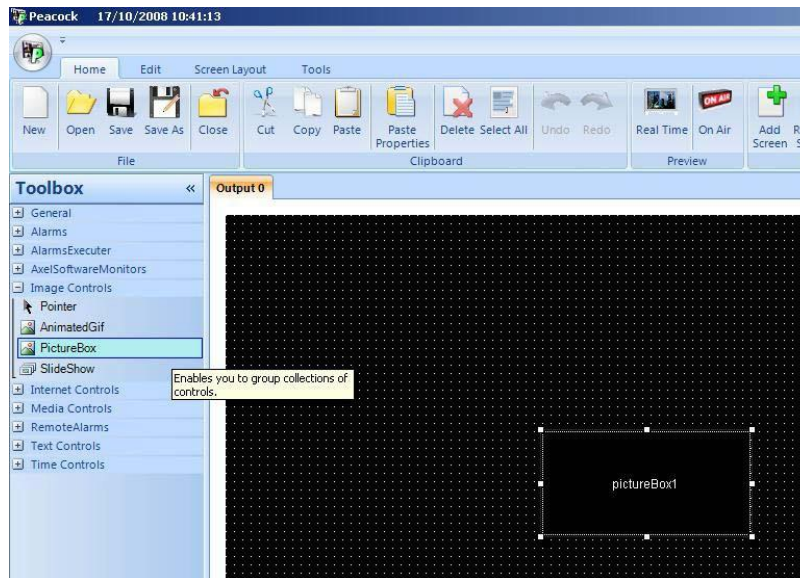 Peacock 17/10/2008 10:41:13
Home Edit Screen Layout Tools
New Open Save Save As Close Cut Copy Paste Paste Properties Delete Select All Undo Redo Real Time On Air Add Screen
ON AIR
File Clipboard Preview
Toolbox «
Output 0
General
Alarms
AlarmsExecuter
AxelSoftwareMonitors
Image Controls
Pointer
AnimatedGif
PictureBox
SlideShow
Enables you to group collections of
controls.
Internet Controls
Media Controls
RemoteAlarms
Text Controls
Time Controls
pictureBox1